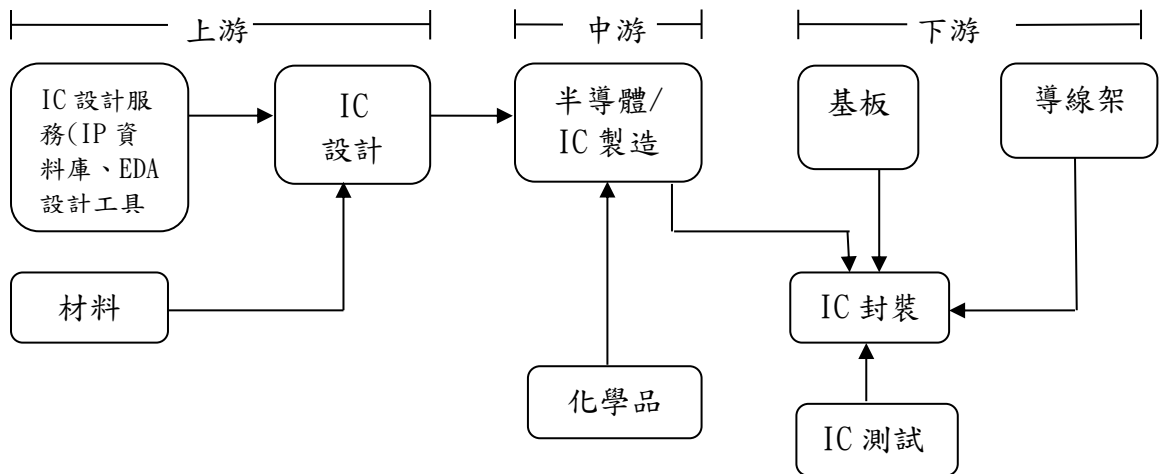 上游
中游
下游
IC 設計服
務(IP 資
料庫、EDA
設計工具
IC
設計
半導體/
IC 製造
基板
導線架
材料
IC 封裝
化學品
IC 測試